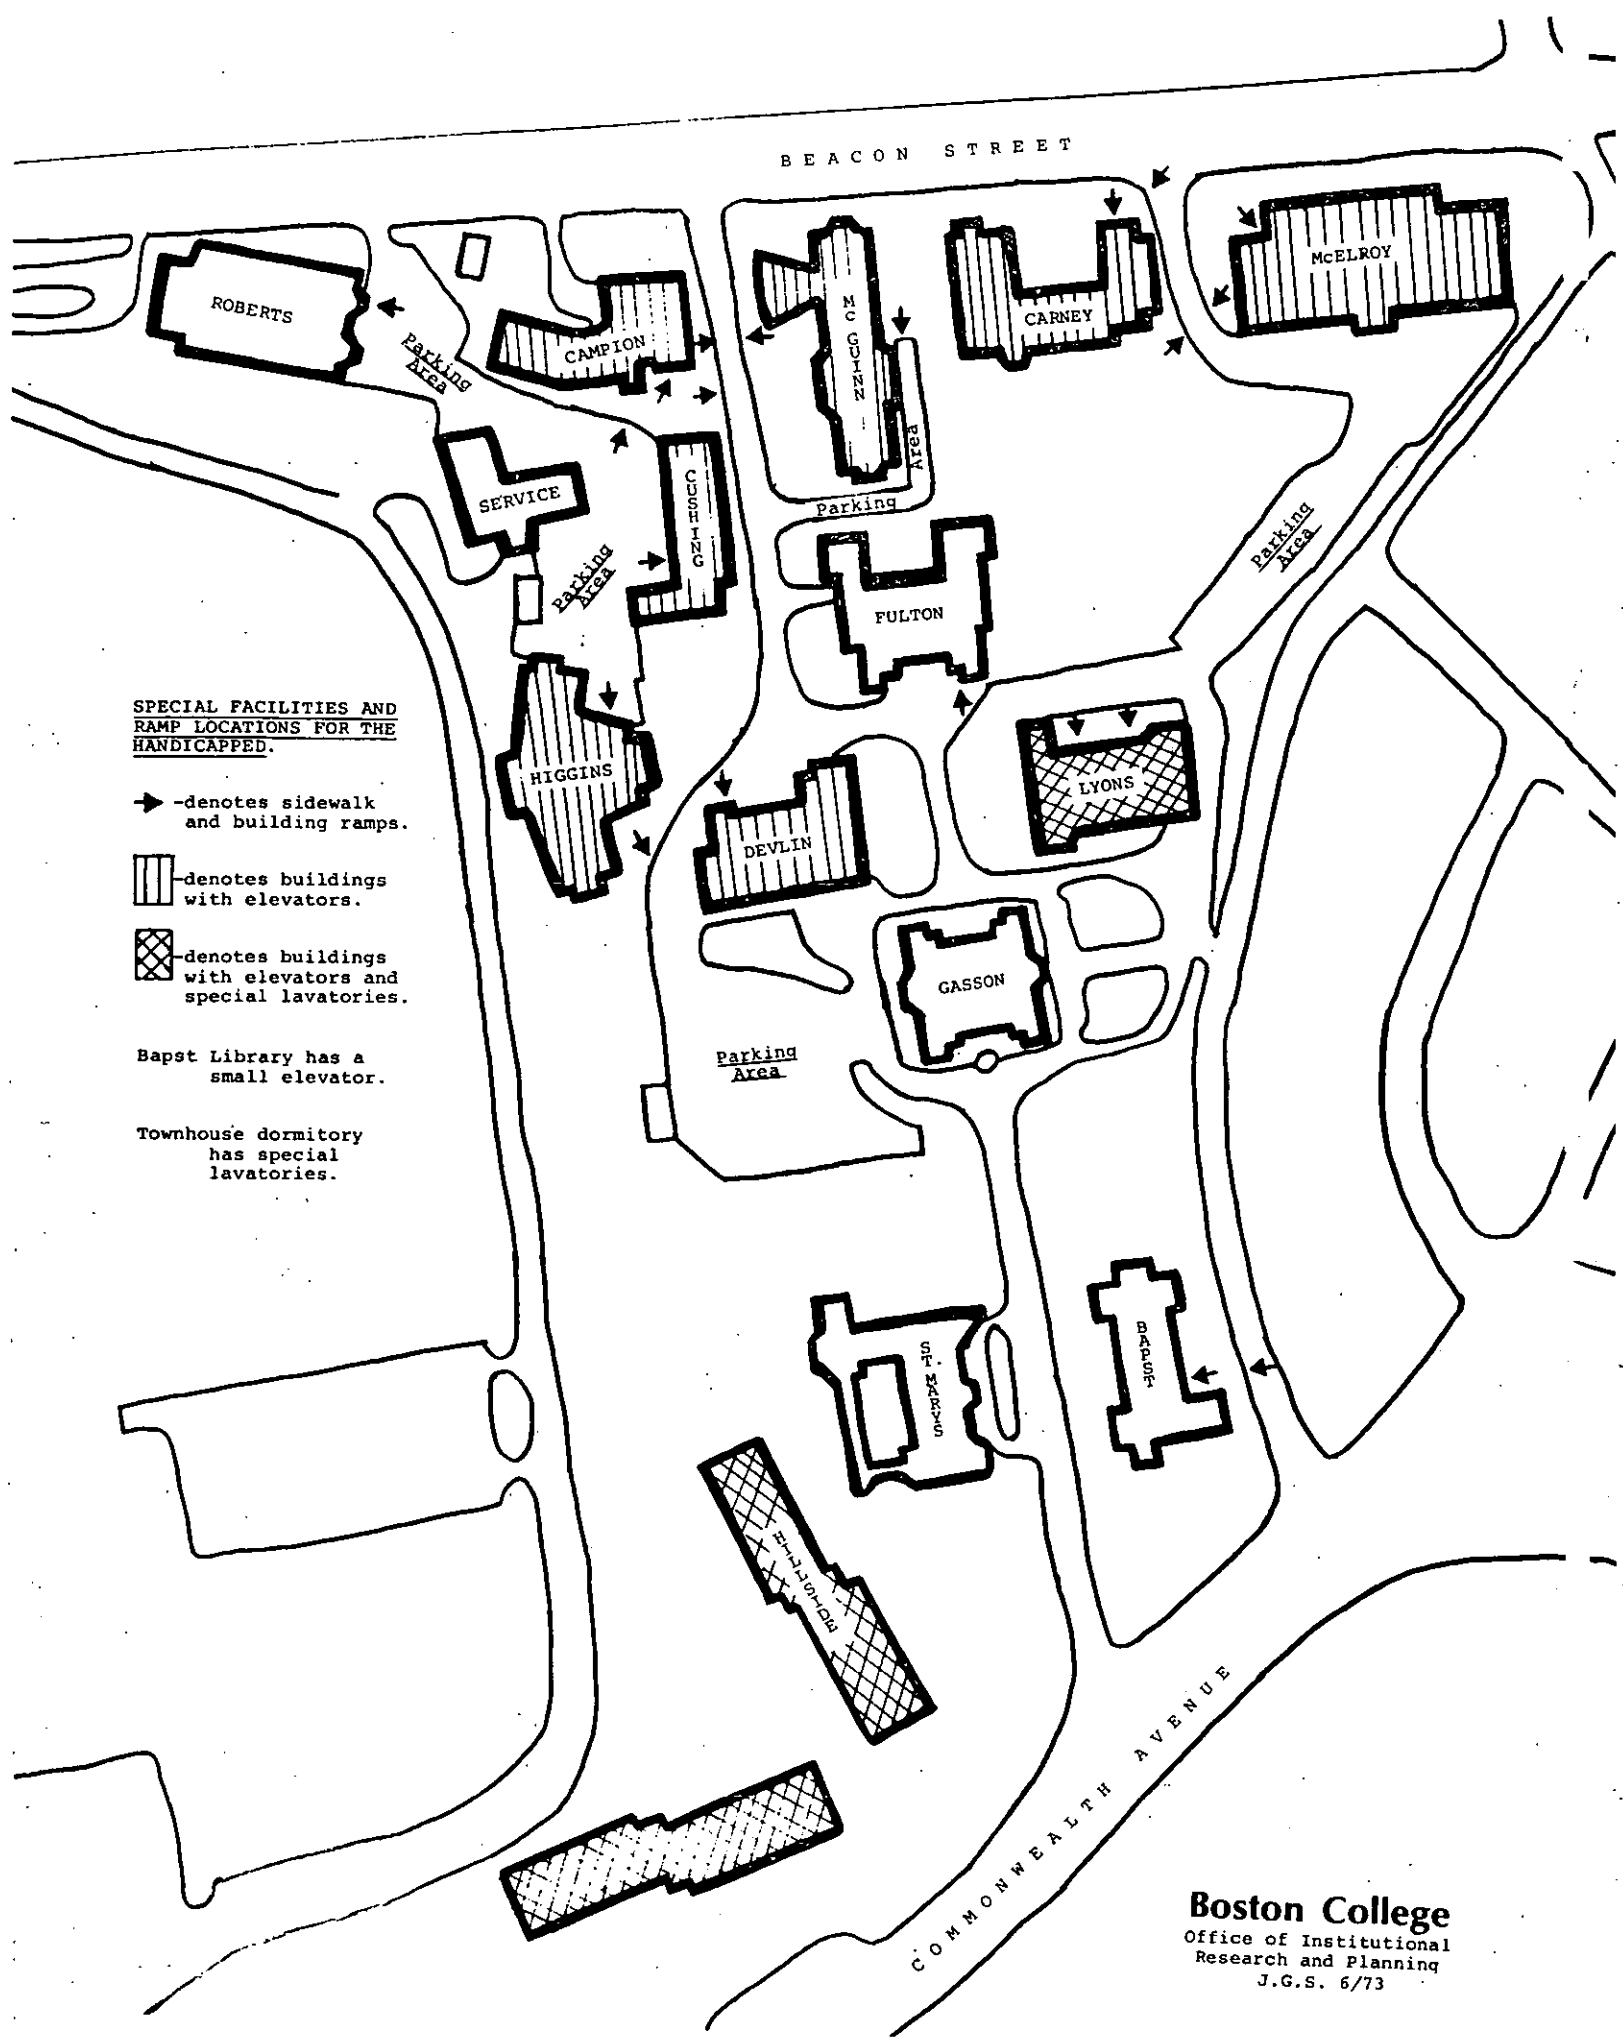 BEACON STREET
McELROY
ROBERTS
CAMPION
Mc GUINN
CARNEY
Parking
Area
SERVICE
CUSHING
Area
Parking
Parking
Area
Parking
Area
FULTON
SPECIAL FACILITIES AND
RAMP LOCATIONS FOR THE
HANDICAPPED.
HIGGINS
LYONS
-denotes sidewalk
and building ramps.
DEVLIN
-denotes buildings
with elevators.
-denotes buildings
with elevators and
special lavatories.
GASSON
Bapst Library has a
small elevator.
Parking
Area
Townhouse dormitory
has special
lavatories.
ST. MARYS
BAPST
HILLSIDE
COMMONWEALTH AVENUE
Boston College
Office of Institutional
Research and Planning
J.G.S. 6/73